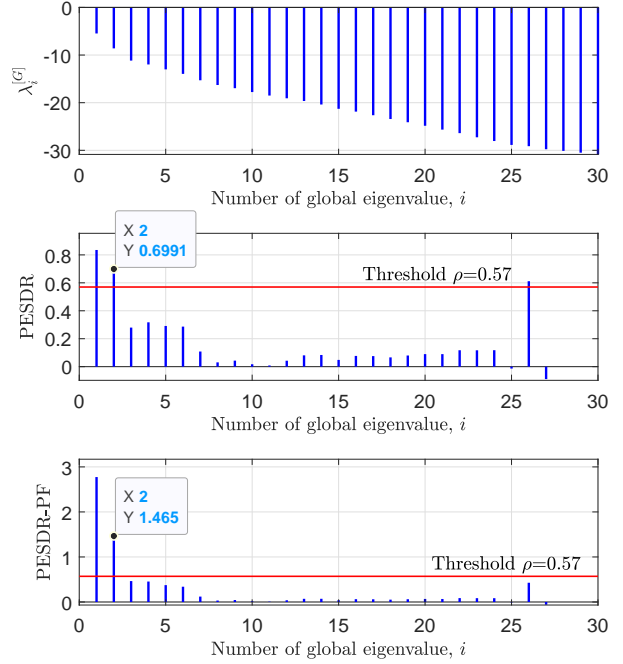 0
-10
-20
-30
λ_i^[G]
0 5 10 15 20 25 30
Number of global eigenvalue, i
X 2
Y 0.6991
0.8
0.6
0.4
0.2
0
PESDR
Threshold ρ=0.57
0 5 10 15 20 25 30
Number of global eigenvalue, i
3
2
1
0
PESDR-PF
X 2
Y 1.465
Threshold ρ=0.57
0 5 10 15 20 25 30
Number of global eigenvalue, i